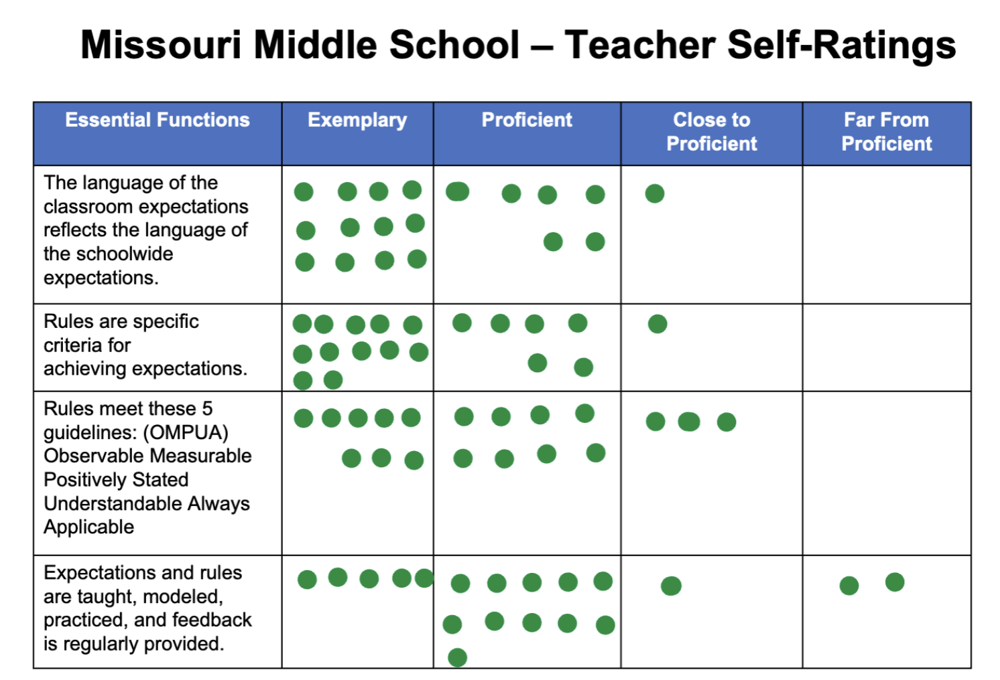 Missouri Middle School – Teacher Self-Ratings
Essential Functions
Exemplary
Proficient
Close to
Proficient
Far From
Proficient
The language of the
classroom expectations
reflects the language of
the schoolwide
expectations.
Rules are specific
criteria for
achieving expectations.
Rules meet these 5
guidelines: (OMPUA)
Observable Measurable
Positively Stated
Understandable Always
Applicable
Expectations and rules
are taught, modeled,
practiced, and feedback
is regularly provided.